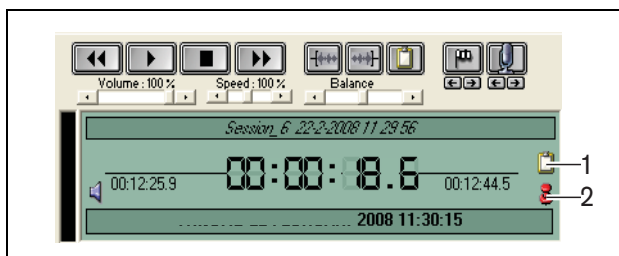 Volume : 100 % Speed : 100 % Balance
Session_6 22-2-2008 11 29 56
00:12:25.9 00:00:18.6 00:12:44.5
1
2
2008 11:30:15